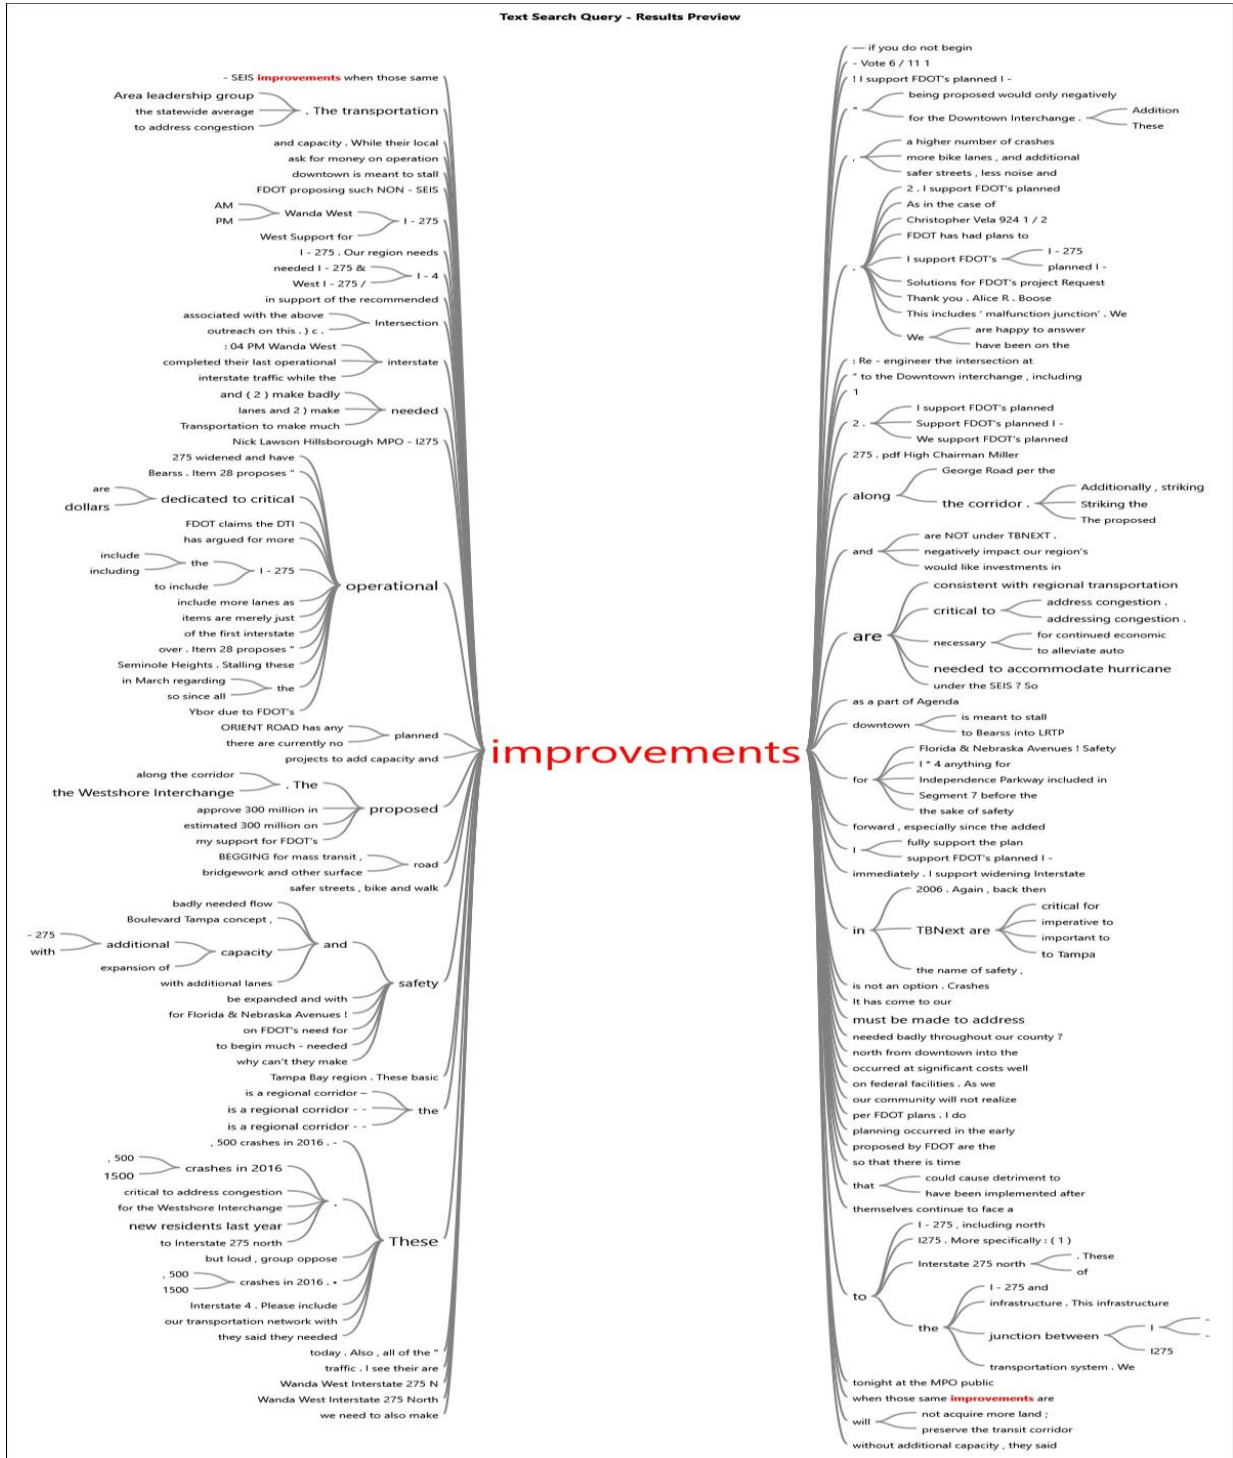 Text Search Query - Results Preview
- SEIS improvements when those same
Area leadership group
the statewide average
to address congestion
. The transportation
and capacity . While their local
ask for money on operation
downtown is meant to stall
FDOT proposing such NON - SEIS
AM
PM
Wanda West
West Support for
I - 275
I - 275 . Our region needs
needed I - 275 &
West I - 275 /
I - 4
in support of the recommended
associated with the above
outreach on this . ) c .
Intersection
: 04 PM Wanda West
completed their last operational
interstate traffic while the
interstate
and ( 2 ) make badly
lanes and 2 ) make
Transportation to make much
needed
Nick Lawson Hillsborough MPO - I275
275 widened and have
Bearss . Item 28 proposes "
are
dollars
dedicated to critical
FDOT claims the DTI
has argued for more
include
including
the
to include
I - 275
include more lanes as
items are merely just
of the first interstate
over . Item 28 proposes "
Seminole Heights . Stalling these
in March regarding
so since all
the
Ybor due to FDOT's
operational
ORIENT ROAD has any
there are currently no
planned
projects to add capacity and
along the corridor
the Westshore Interchange
. The
approve 300 million in
estimated 300 million on
my support for FDOT's
proposed
BEGGING for mass transit ,
bridgework and other surface
road
safer streets , bike and walk
badly needed flow
Boulevard Tampa concept ,
- 275
with
additional
expansion of
capacity
with additional lanes
and
be expanded and with
for Florida & Nebraska Avenues !
on FDOT's need for
to begin much - needed
why can't they make
safety
Tampa Bay region . These basic
is a regional corridor –
is a regional corridor - -
is a regional corridor - -
the
, 500 crashes in 2016 . -
, 500
1500
crashes in 2016
critical to address congestion
for the Westshore Interchange
new residents last year
to Interstate 275 north
.
but loud , group oppose
, 500
1500
crashes in 2016 . •
Interstate 4 . Please include
our transportation network with
they said they needed
These
today . Also , all of the "
traffic . I see their are
Wanda West Interstate 275 N
Wanda West Interstate 275 North
we need to also make
improvements
— if you do not begin
- Vote 6 / 11 1
! I support FDOT's planned I -
"
being proposed would only negatively
for the Downtown Interchange .
Addition
These
,
a higher number of crashes
more bike lanes , and additional
safer streets , less noise and
.
2 . I support FDOT's planned
As in the case of
Christopher Vela 924 1 / 2
FDOT has had plans to
I support FDOT's
I - 275
planned I -
Solutions for FDOT's project Request
Thank you . Alice R . Boose
This includes ' malfunction junction' . We
We
are happy to answer
have been on the
: Re - engineer the intersection at
" to the Downtown interchange , including
1
2 .
I support FDOT's planned
Support FDOT's planned I -
We support FDOT's planned
275 . pdf High Chairman Miller
along
George Road per the
the corridor .
Additionally , striking
Striking the
The proposed
and
are NOT under TBNEXT .
negatively impact our region's
would like investments in
are
consistent with regional transportation
critical to
address congestion .
addressing congestion .
necessary
for continued economic
to alleviate auto
needed to accommodate hurricane
under the SEIS ? So
as a part of Agenda
downtown
is meant to stall
to Bearss into LRTP
for
Florida & Nebraska Avenues ! Safety
I * 4 anything for
Independence Parkway included in
Segment 7 before the
the sake of safety
forward , especially since the added
I
fully support the plan
support FDOT's planned I -
immediately . I support widening Interstate
in
2006 . Again , back then
TBNext are
critical for
imperative to
important to
to Tampa
the name of safety ,
is not an option . Crashes
It has come to our
must be made to address
needed badly throughout our county ?
north from downtown into the
occurred at significant costs well
on federal facilities . As we
our community will not realize
per FDOT plans . I do
planning occurred in the early
proposed by FDOT are the
so that there is time
that
could cause detriment to
have been implemented after
themselves continue to face a
to
I - 275 , including north
I275 . More specifically : ( 1 )
Interstate 275 north
. These
of
the
I - 275 and
infrastructure . This infrastructure
junction between
I
-
-
I275
transportation system . We
tonight at the MPO public
when those same improvements are
will
not acquire more land ;
preserve the transit corridor
without additional capacity , they said